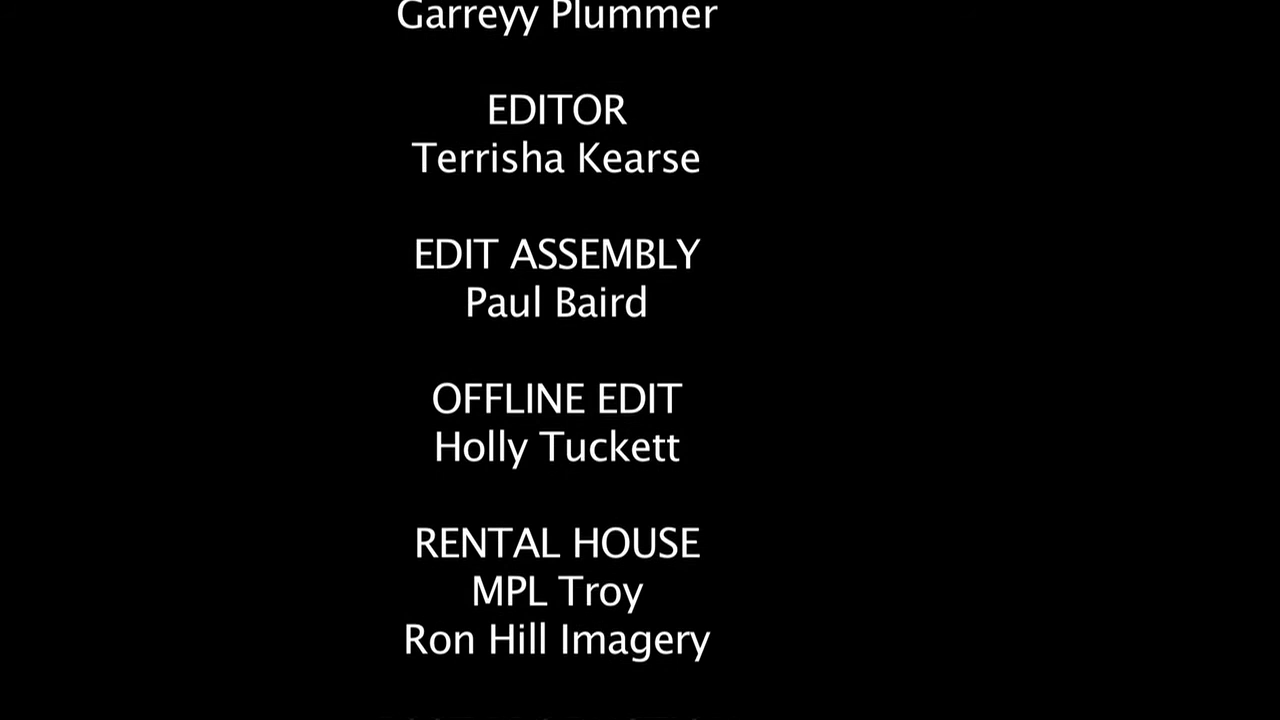 Garreyy Plummer
EDITOR
Terrisha Kearse
EDIT ASSEMBLY
Paul Baird
OFFLINE EDIT
Holly Tuckett
RENTAL HOUSE
MPL Troy
Ron Hill Imagery